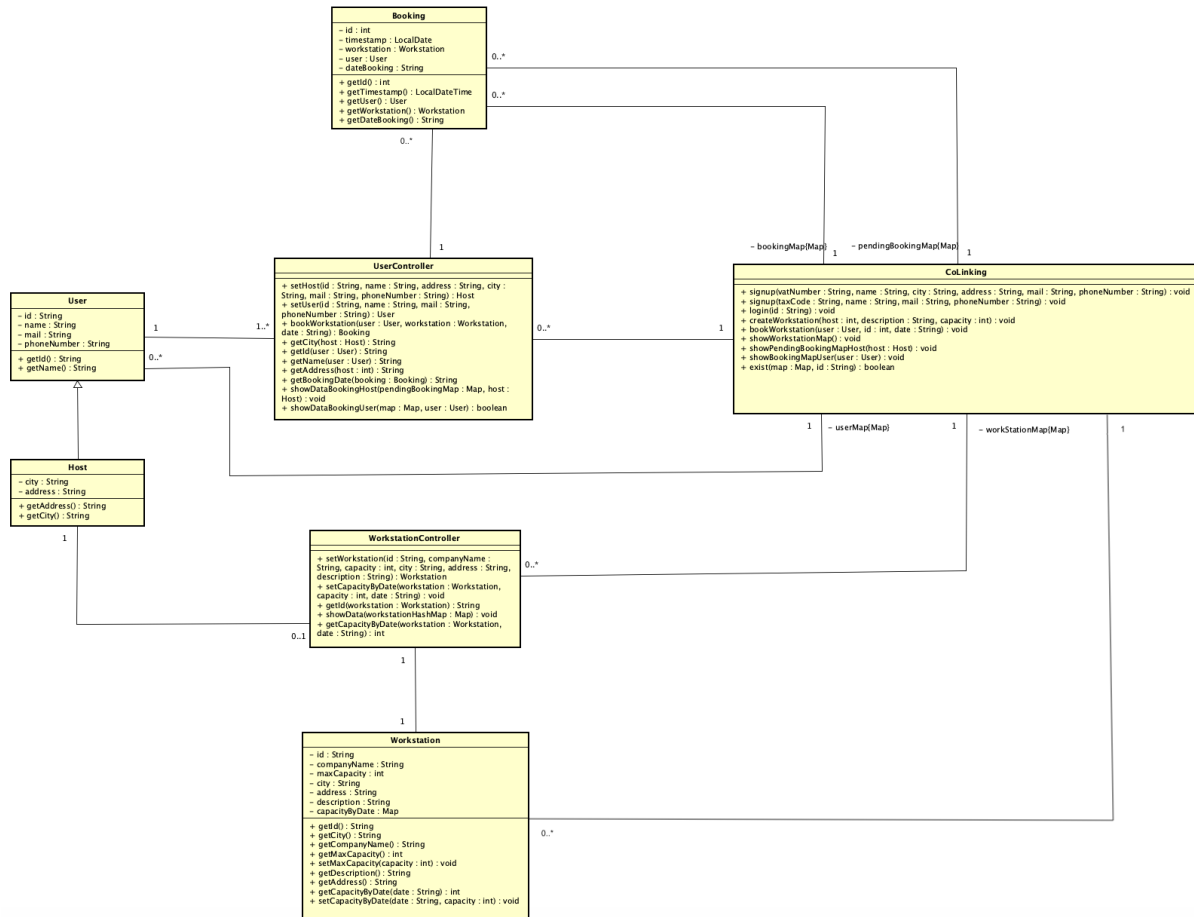 Booking
- id : int
- timestamp : LocalDate
- workstation : Workstation
- user : User
- dateBooking : String
+ getId() : int
+ getTimestamp() : LocalDateTime
+ getUser() : User
+ getWorkstation() : Workstation
+ getDateBooking() : String
0..*
0..*
0..*
1
- bookingMap{Map}
1
- pendingBookingMap{Map}
1
UserController
+ setHost(id : String, name : String, address : String, city :
String, mail : String, phoneNumber : String) : Host
+ setUser(id : String, name : String, mail : String,
phoneNumber : String) : User
+ bookWorkstation(user : User, workstation : Workstation,
date : String) : Booking
+ getCity(host : Host) : String
+ getId(user : User) : String
+ getName(user : User) : String
+ getAddress(host : int) : String
+ getBookingDate(booking : Booking) : String
+ showDataBookingHost(pendingBookingMap : Map, host :
Host) : void
+ showDataBookingUser(map : Map, user : User) : boolean
CoLinking
+ signup(vatNumber : String, name : String, city : String, address : String, mail : String, phoneNumber : String) : void
+ signup(taxCode : String, name : String, mail : String, phoneNumber : String) : void
+ login(id : String) : void
+ createWorkstation(host : int, description : String, capacity : int) : void
+ bookWorkstation(user : User, id : int, date : String) : void
+ showWorkstationMap() : void
+ showPendingBookingMapHost(host : Host) : void
+ showBookingMapUser(user : User) : void
+ exist(map : Map, id : String) : boolean
User
- id : String
- name : String
- mail : String
- phoneNumber : String
+ getId() : String
+ getName() : String
1
1..*
0..*
0..*
1
1
- userMap{Map}
1
- workStationMap{Map}
1
Host
- city : String
- address : String
+ getAddress() : String
+ getCity() : String
1
0..1
WorkstationController
+ setWorkstation(id : String, companyName :
String, capacity : int, city : String, address : String,
description : String) : Workstation
+ setCapacityByDate(workstation : Workstation,
capacity : int, date : String) : void
+ getId(workstation : Workstation) : String
+ showData(workstationHashMap : Map) : void
+ getCapacityByDate(workstation : Workstation,
date : String) : int
0..*
1
1
Workstation
- id : String
- companyName : String
- maxCapacity : int
- city : String
- address : String
- description : String
- capacityByDate : Map
+ getId() : String
+ getCity() : String
+ getCompanyName() : String
+ getMaxCapacity() : int
+ setMaxCapacity(capacity : int) : void
+ getDescription() : String
+ getAddress() : String
+ getCapacityByDate(date : String) : int
+ setCapacityByDate(date : String, capacity : int) : void
0..*